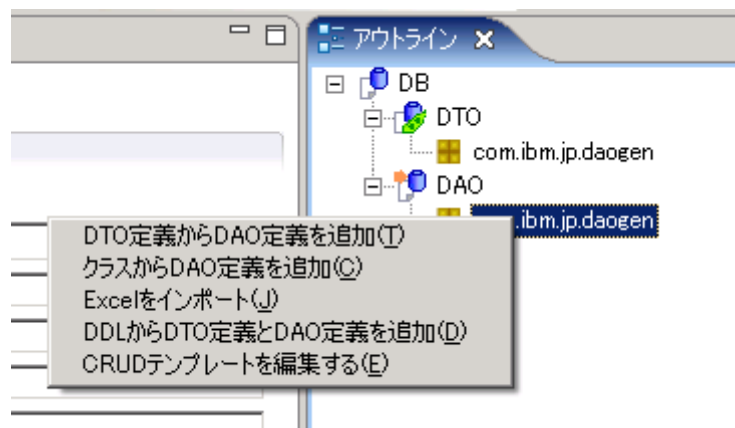 アウトライン
DB
DTO
com.ibm.jp.daogen
DAO
.ibm.jp.daogen
DTO定義からDAO定義を追加(T)
クラスからDAO定義を追加(C)
Excelをインポート(J)
DDLからDTO定義とDAO定義を追加(D)
CRUDテンプレートを編集する(E)